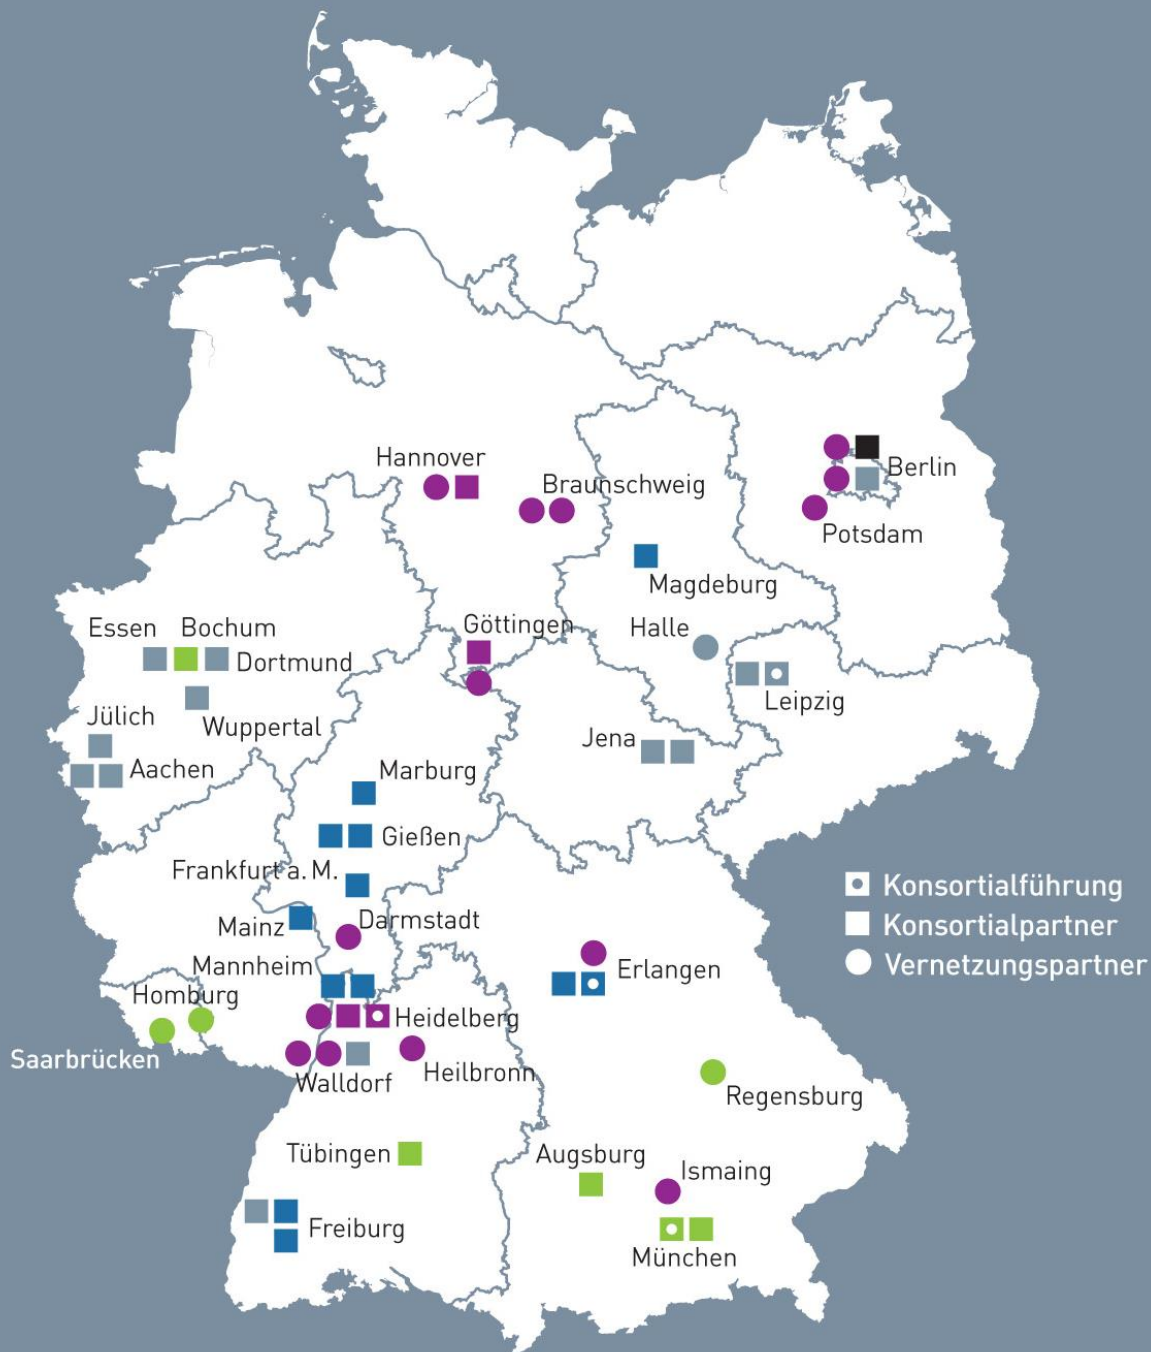 Hannover
Braunschweig
Berlin
Potsdam
Magdeburg
Essen
Bochum
Göttingen
Halle
Dortmund
Leipzig
Jülich
Wuppertal
Jena
Aachen
Marburg
Gießen
Frankfurt a. M.
Konsortialführung
Mainz
Darmstadt
Konsortialpartner
Mannheim
Erlangen
Vernetzungspartner
Homburg
Heidelberg
Saarbrücken
Walldorf
Heilbronn
Regensburg
Tübingen
Augsburg
Ismaing
Freiburg
München